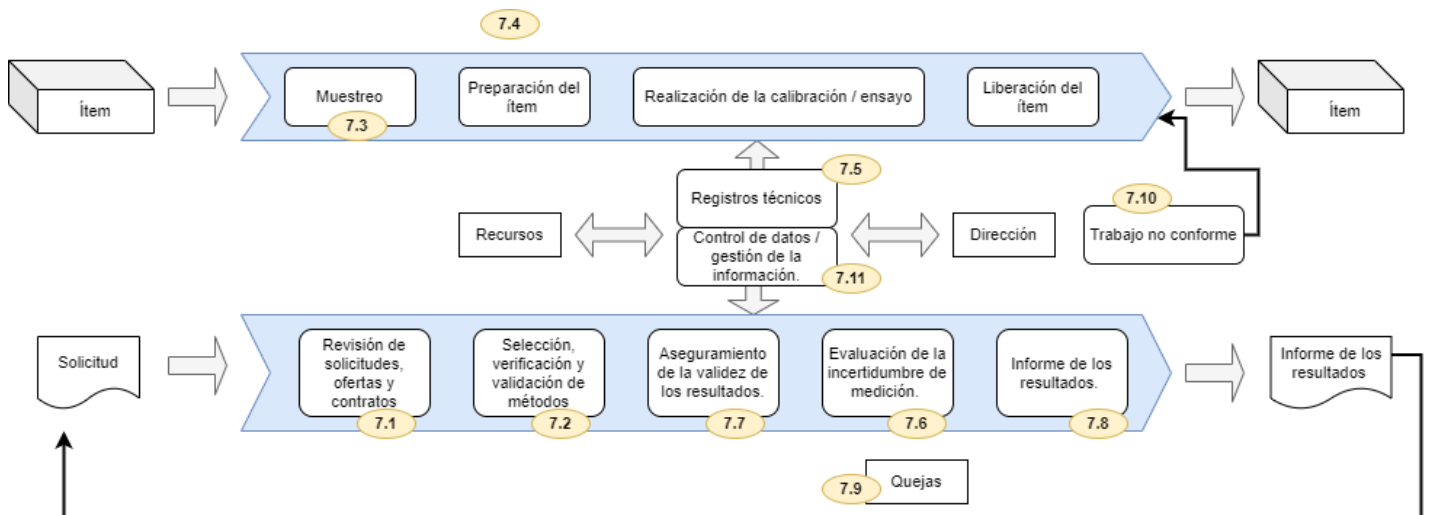 7.4
Ítem
Muestreo
7.3
Preparación del
ítem
Realización de la calibración / ensayo
Liberación del
ítem
Ítem
7.5
Registros técnicos
7.10
Trabajo no conforme
Recursos
Control de datos /
gestión de la
información.
7.11
Dirección
Solicitud
Revisión de
solicitudes,
ofertas y
contratos
7.1
Selección,
verificación y
validación de
métodos
7.2
Aseguramiento
de la validez de
los resultados.
7.7
Evaluación de la
incertidumbre de
medición.
7.6
Informe de los
resultados.
7.8
Informe de los
resultados
7.9
Quejas